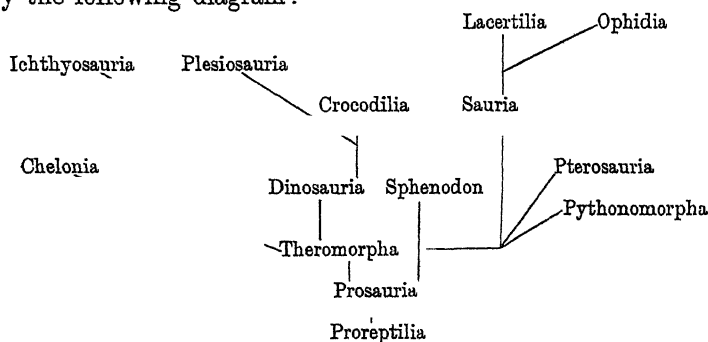 y the following diagram:
Lacertilia Ophidia
Ichthyosauria Plesiosauria
Crocodilia Sauria
Chelonia Pterosauria
Dinosauria Sphenodon
Pythonomorpha
Theromorpha
Prosauria
Proreptilia